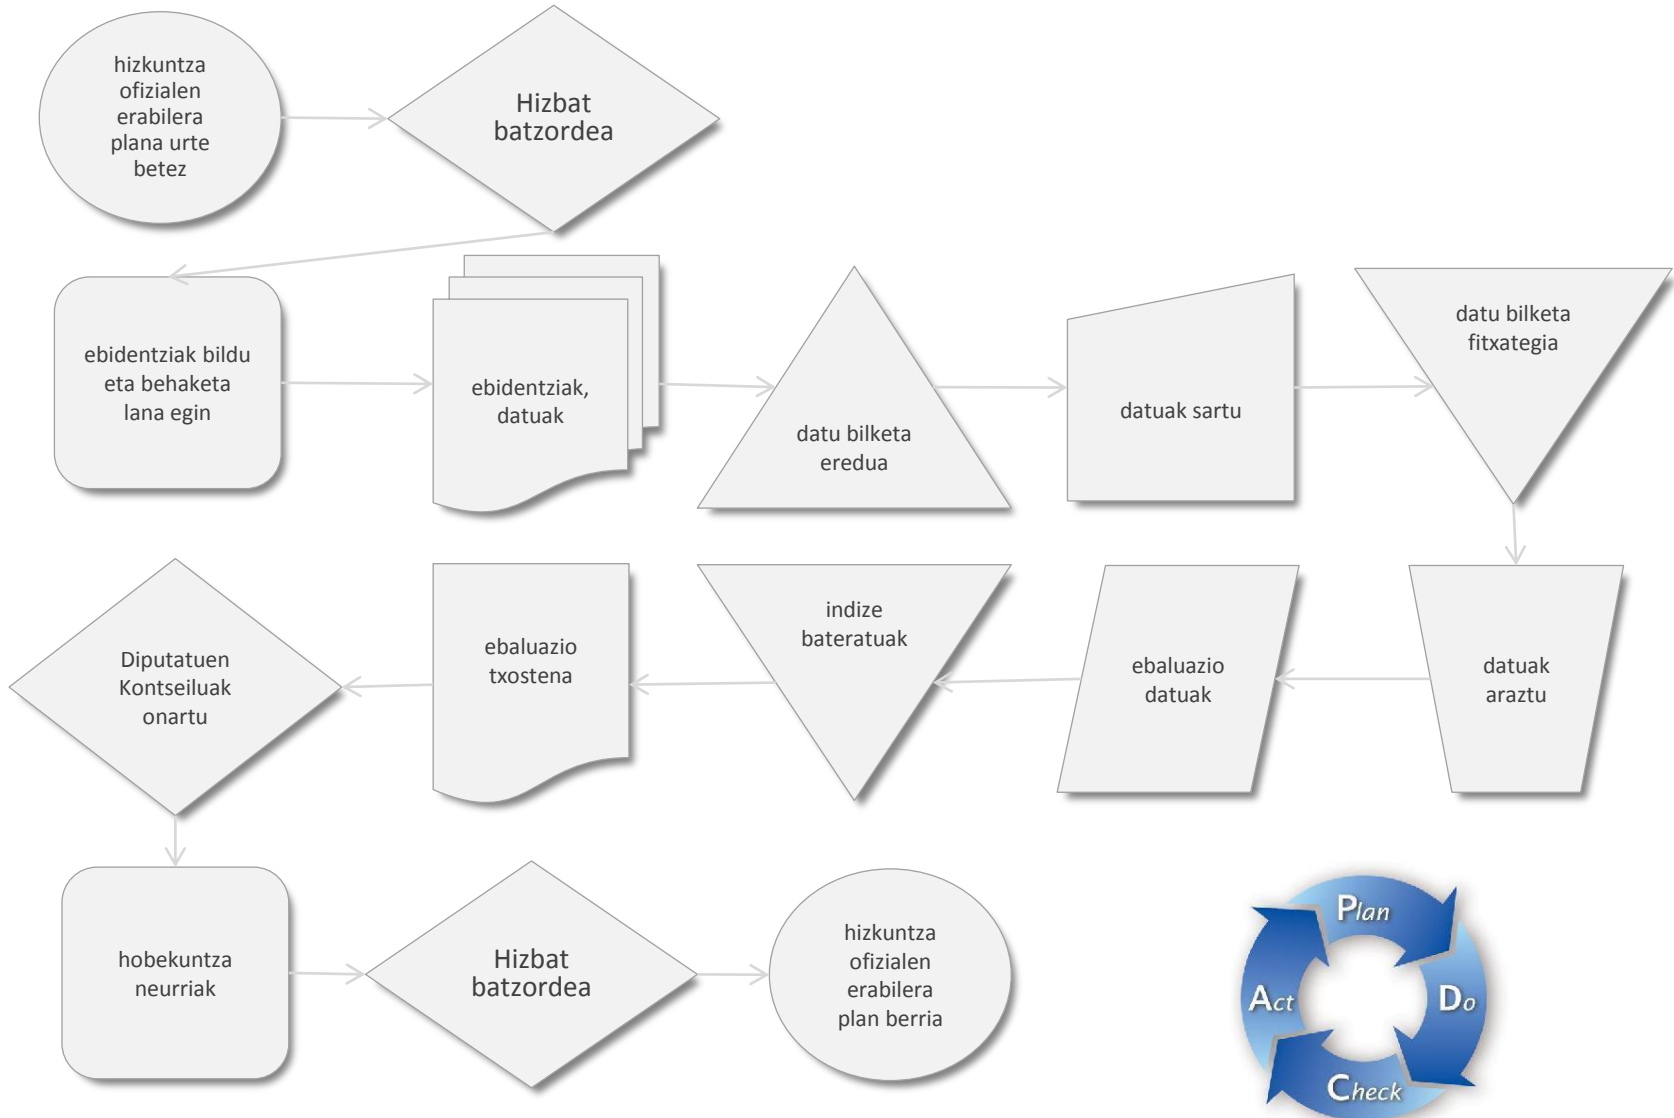 hizkuntza
ofizialen
erabilera
plana urte
betez
Hizbat
batzordea
ebidentziak bildu
eta behaketa
lana egin
ebidentziak,
datuak
datu bilketa
eredua
datuak sartu
datu bilketa
fitxategia
datuak
araztu
ebaluazio
datuak
indize
bateratuak
ebaluazio
txostena
Diputatuen
Kontseiluak
onartu
hobekuntza
neurriak
Hizbat
batzordea
hizkuntza
ofizialen
erabilera
plan berria
Plan
Do
Check
Act